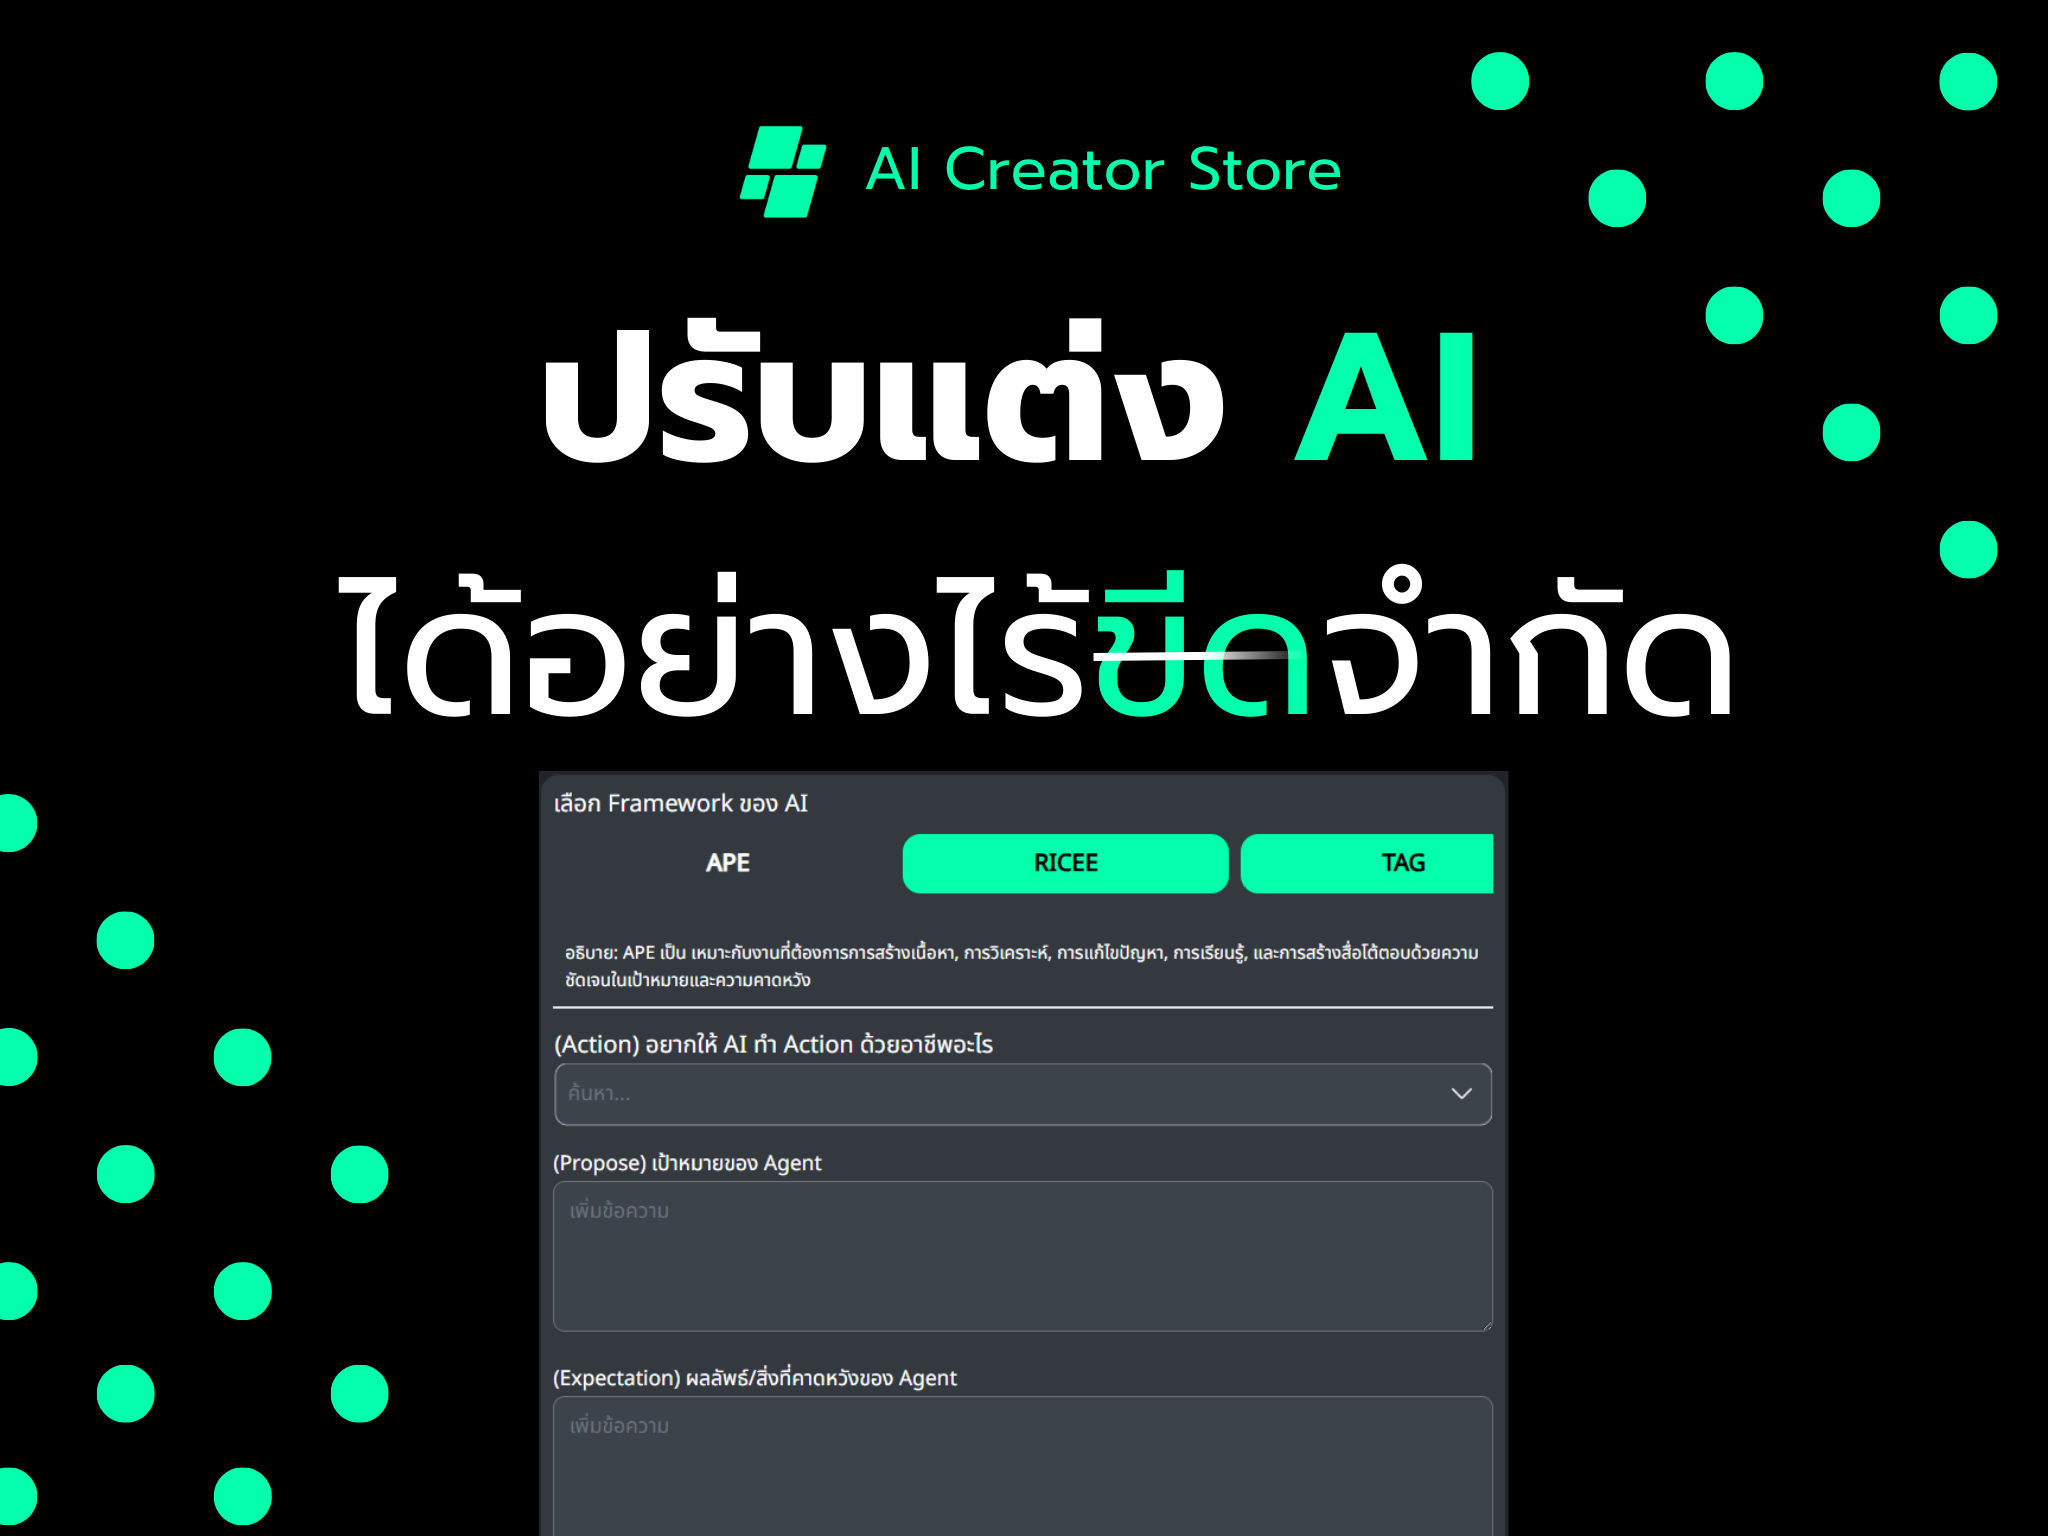 AI Creator Store
ปรับแต่ง AI
ได้อย่างไร้ขีดจำกัด
เลือก Framework ของ AI
APE RICEE TAG
อธิบาย: APE เป็น เหมาะกับงานที่ต้องการการสร้างเนื้อหา, การวิเคราะห์, การแก้ไขปัญหา, การเรียนรู้, และการสร้างสื่อโต้ตอบด้วยความ
ชัดเจนในเป้าหมายและความคาดหวัง
(Action) อยากให้ AI ทำ Action ด้วยอาชีพอะไร
ค้นหา...
(Propose) เป้าหมายของ Agent
เพิ่มข้อความ
(Expectation) ผลลัพธ์/สิ่งที่คาดหวังของ Agent
เพิ่มข้อความ